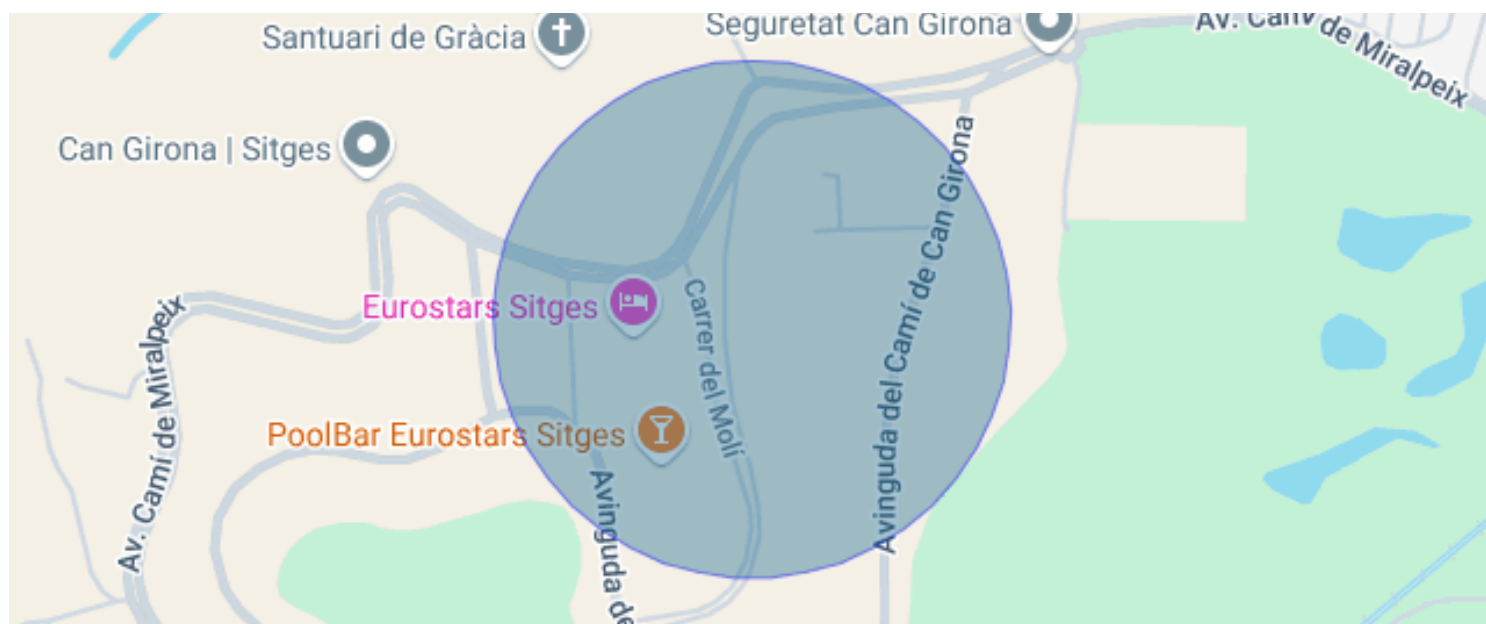 Santuari de Gràcia
Seguretat Can Girona
Av. Camí de Miralpeix
Can Girona | Sitges
Avinguda del Camí de Can Girona
Eurostars Sitges
Carrer del Molí
Av. Camí de Miralpeix
PoolBar Eurostars Sitges
Avinguda de